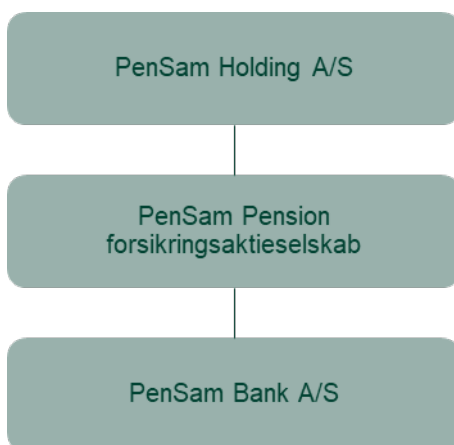 PenSam Holding A/S
PenSam Pension
forsikringsaktieselskab
PenSam Bank A/S